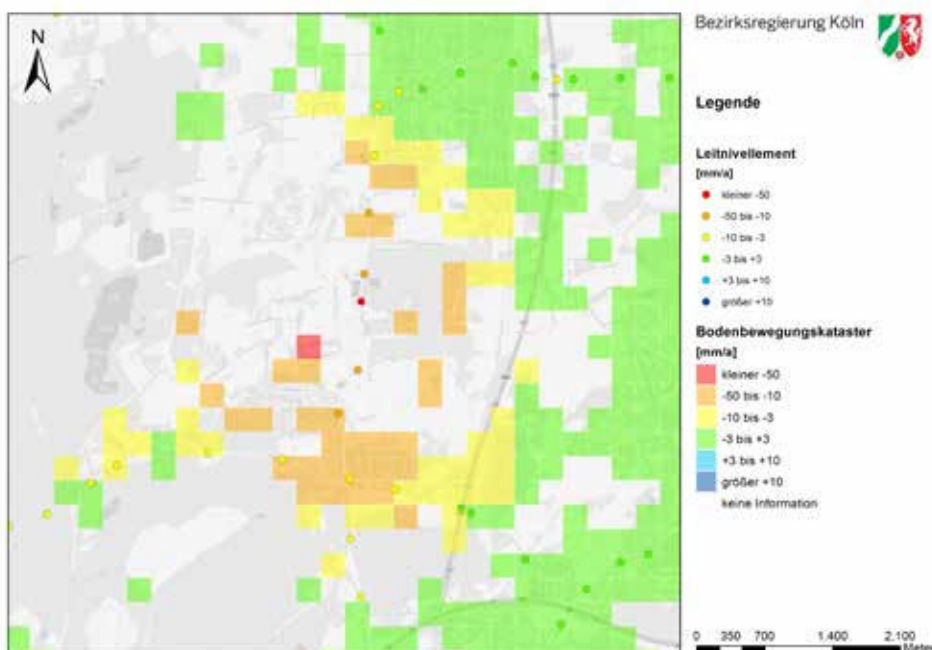 N
Bezirksregierung Köln
Legende
Leitnivellement
[mm/a]
kleiner -50
-50 bis -10
-10 bis -3
-3 bis +3
+3 bis +10
größer +10
Bodenbewegungskataster
[mm/a]
kleiner -50
-50 bis -10
-10 bis -3
-3 bis +3
+3 bis +10
größer +10
keine Information
0 350 700 1.400 2.100
Meter